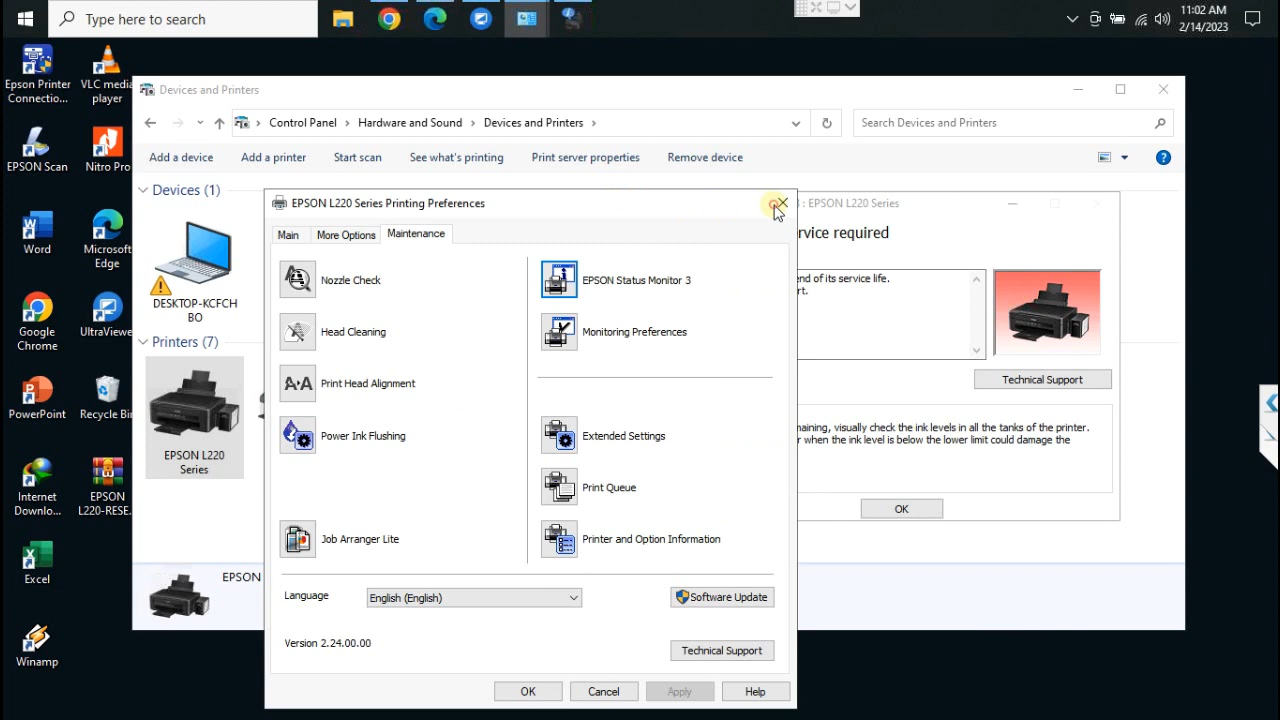 Type here to search
11:02 AM
2/14/2023
Epson Printer
Connectio...
VLC media
player
EPSON Scan
Nitro Pro
Word
Microsoft
Edge
Google
Chrome
UltraViewe
PowerPoint
Recycle Bin
Internet
Downlo...
EPSON
L220-RESE.
Excel
Winamp
Devices and Printers
Control Panel
Hardware and Sound
Devices and Printers
Search Devices and Printers
Add a device
Add a printer
Start scan
See what's printing
Print server properties
Remove device
Devices (1)
DESKTOP-KCFCH
BO
Printers (7)
EPSON L220
Series
EPSON
EPSON L220 Series Printing Preferences
Main
More Options
Maintenance
Nozzle Check
EPSON Status Monitor 3
Head Cleaning
Monitoring Preferences
Print Head Alignment
Power Ink Flushing
Extended Settings
Print Queue
Job Arranger Lite
Printer and Option Information
Language
English (English)
Software Update
Version 2.24.00.00
Technical Support
OK
Cancel
Apply
Help
3 : EPSON L220 Series
rvice required
end of its service life.
rt.
Technical Support
maining, visually check the ink levels in all the tanks of the printer.
r when the ink level is below the lower limit could damage the
OK